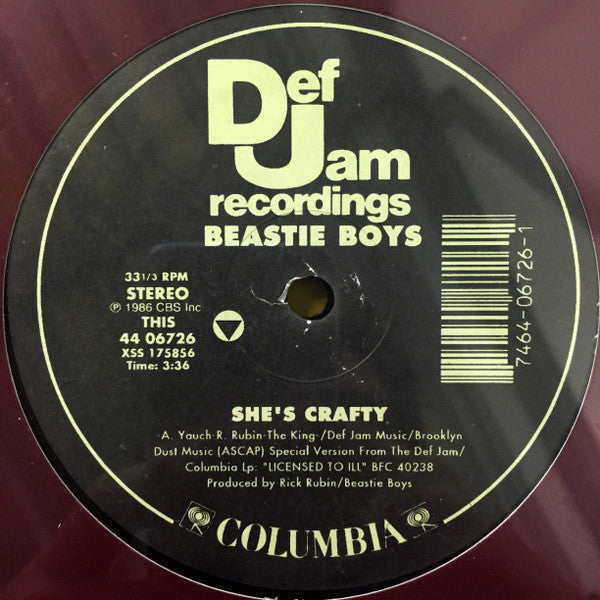 Def
Jam
recordings
BEASTIE BOYS
33 1/3 RPM
STEREO
℗ 1986 CBS Inc
THIS
44 06726
XSS 175856
Time: 3:36
7464-06726-1
SHE'S CRAFTY
-A. Yauch-R. Rubin-The King-/Def Jam Music/Brooklyn
Dust Music (ASCAP) Special Version From The Def Jam/
Columbia Lp: "LICENSED TO ILL" BFC 40238
Produced by Rick Rubin/Beastie Boys
COLUMBIA